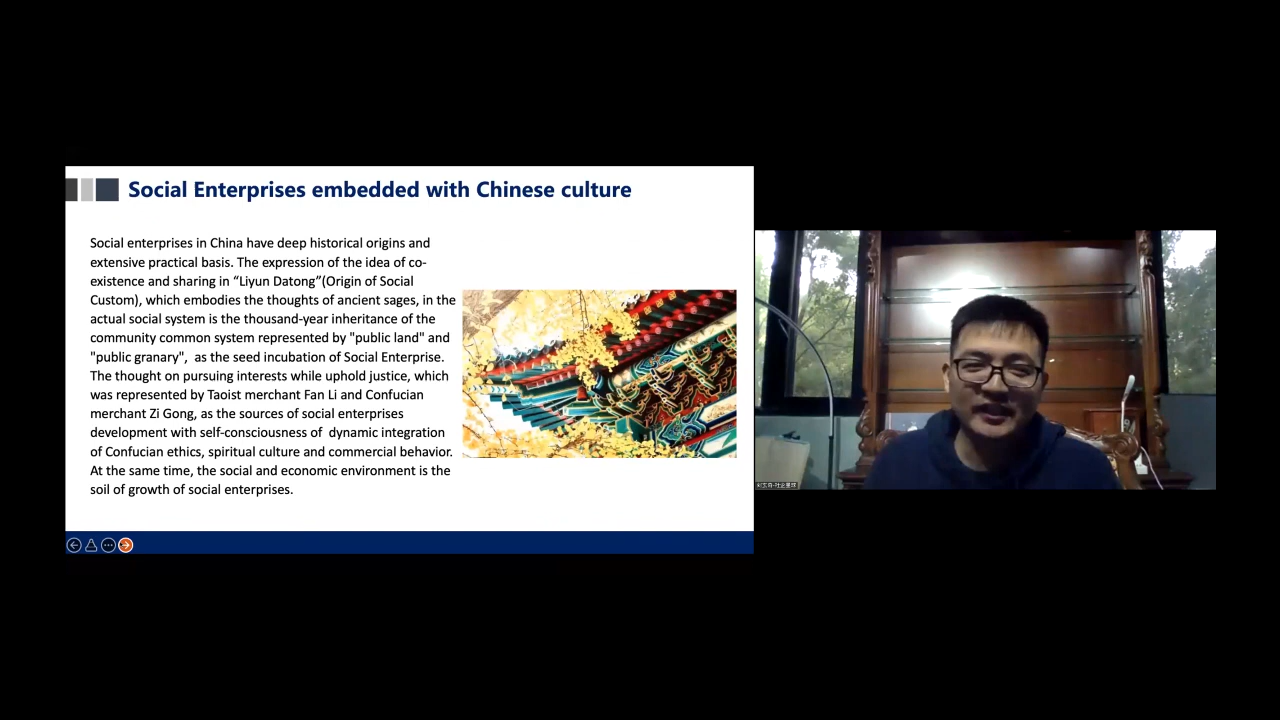 Social Enterprises embedded with Chinese culture
Social enterprises in China have deep historical origins and
extensive practical basis. The expression of the idea of co-
existence and sharing in “Liyun Datong”(Origin of Social
Custom), which embodies the thoughts of ancient sages, in the
actual social system is the thousand-year inheritance of the
community common system represented by "public land" and
"public granary",  as the seed incubation of Social Enterprise.
The thought on pursuing interests while uphold justice, which
was represented by Taoist merchant Fan Li and Confucian
merchant Zi Gong, as the sources of social enterprises
development with self-consciousness of  dynamic integration
of Confucian ethics, spiritual culture and commercial behavior.
At the same time, the social and economic environment is the
soil of growth of social enterprises.